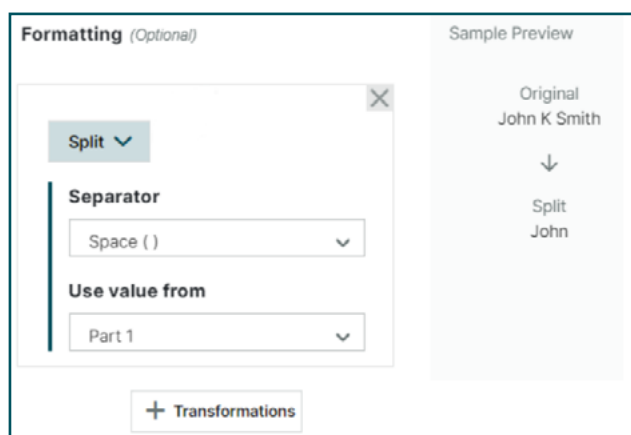 Formatting (Optional)
Split
Separator
Space ( )
Use value from
Part 1
+ Transformations
Sample Preview
Original
John K Smith
Split
John